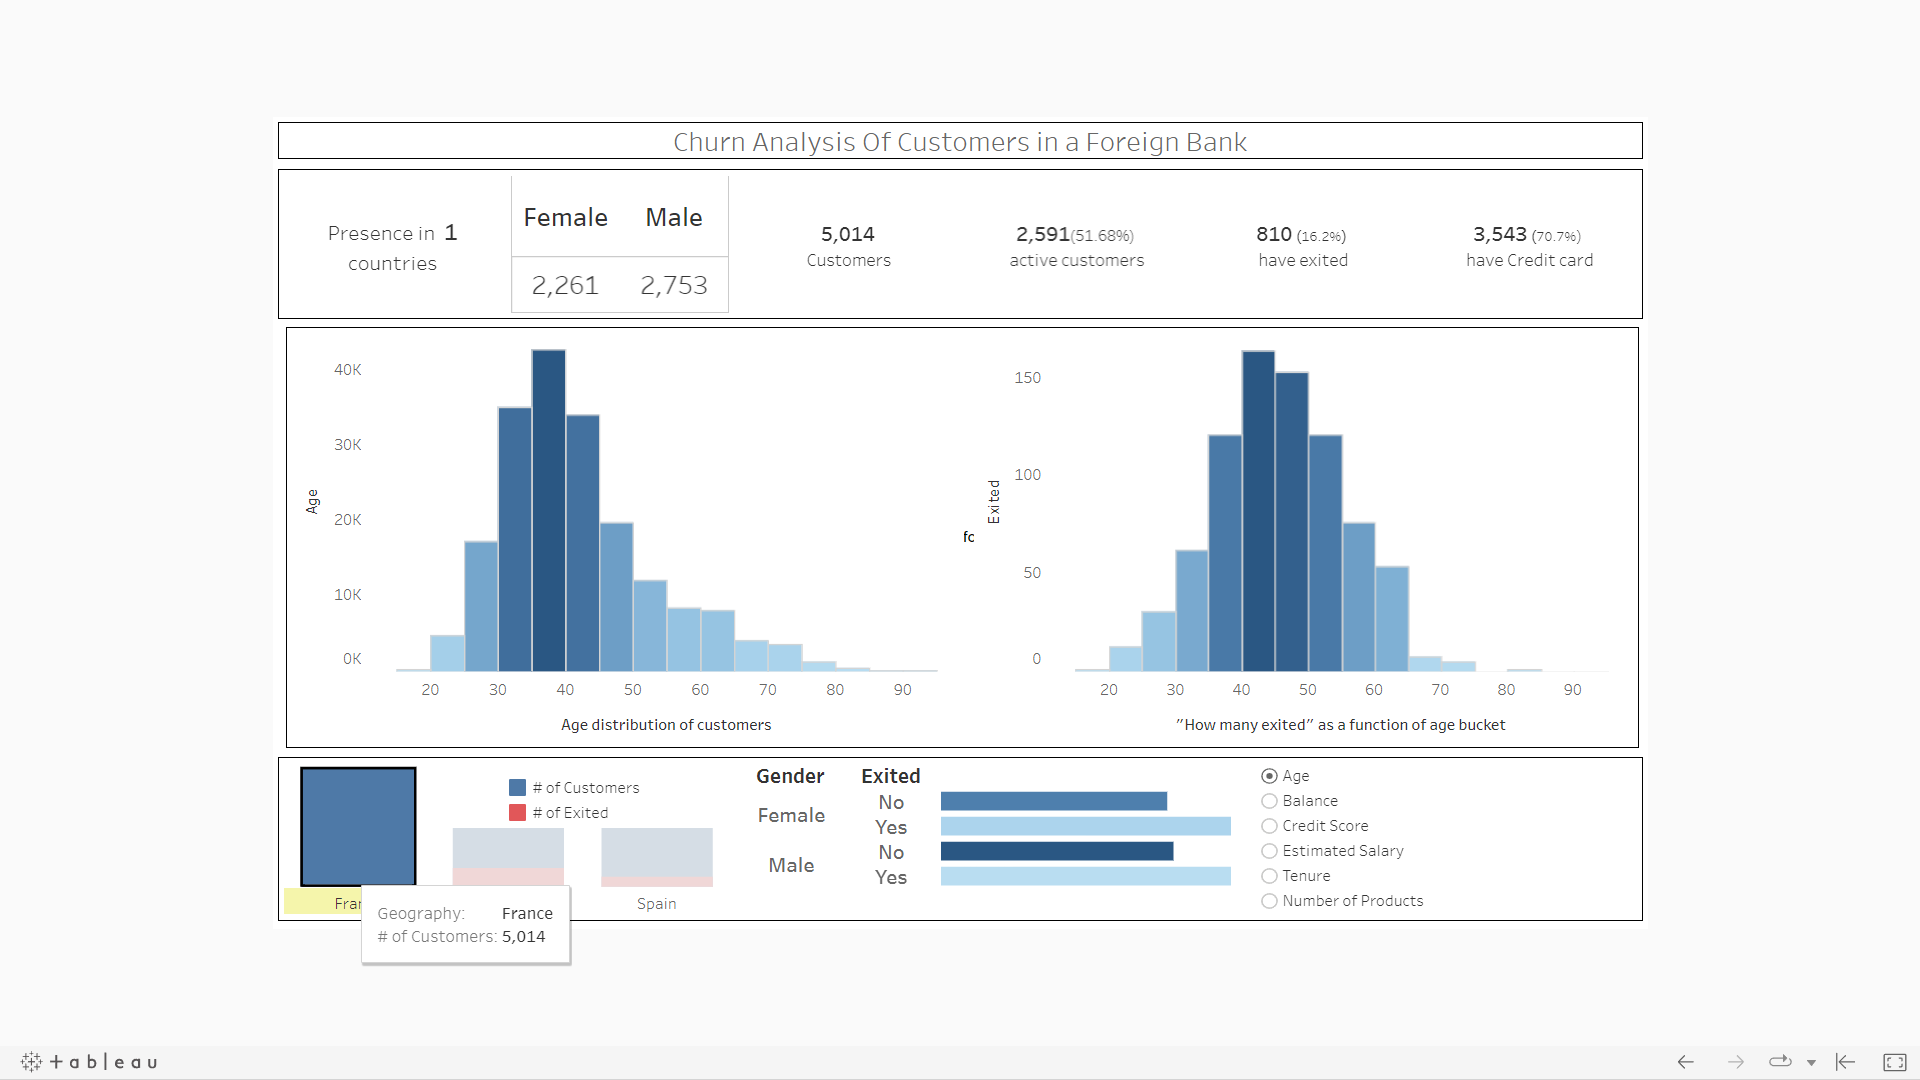 Churn Analysis Of Customers in a Foreign Bank
Presence in 1
countries
Female Male
2,261 2,753
5,014
Customers
2,591(51.68%)
active customers
810 (16.2%)
have exited
3,543 (70.7%)
have Credit card
Age
40K
30K
20K
10K
0K
20 30 40 50 60 70 80 90
Age distribution of customers
fc
Exited
150
100
50
0
20 30 40 50 60 70 80 90
"How many exited" as a function of age bucket
# of Customers
# of Exited
Fran
Spain
Geography: France
# of Customers: 5,014
Gender Exited
Female
No
Yes
Male
No
Yes
Age
Balance
Credit Score
Estimated Salary
Tenure
Number of Products
+ableau